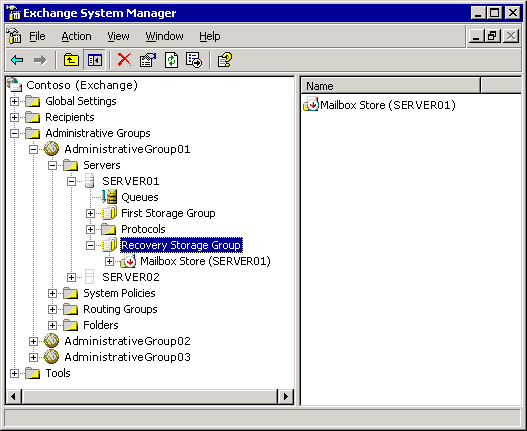 Exchange System Manager
File Action View Window Help
Contoso (Exchange)
Global Settings
Recipients
Administrative Groups
AdministrativeGroup01
Servers
SERVER01
Queues
First Storage Group
Protocols
Recovery Storage Group
Mailbox Store (SERVER01)
SERVER02
System Policies
Routing Groups
Folders
AdministrativeGroup02
AdministrativeGroup03
Tools
Name
Mailbox Store (SERVER01)